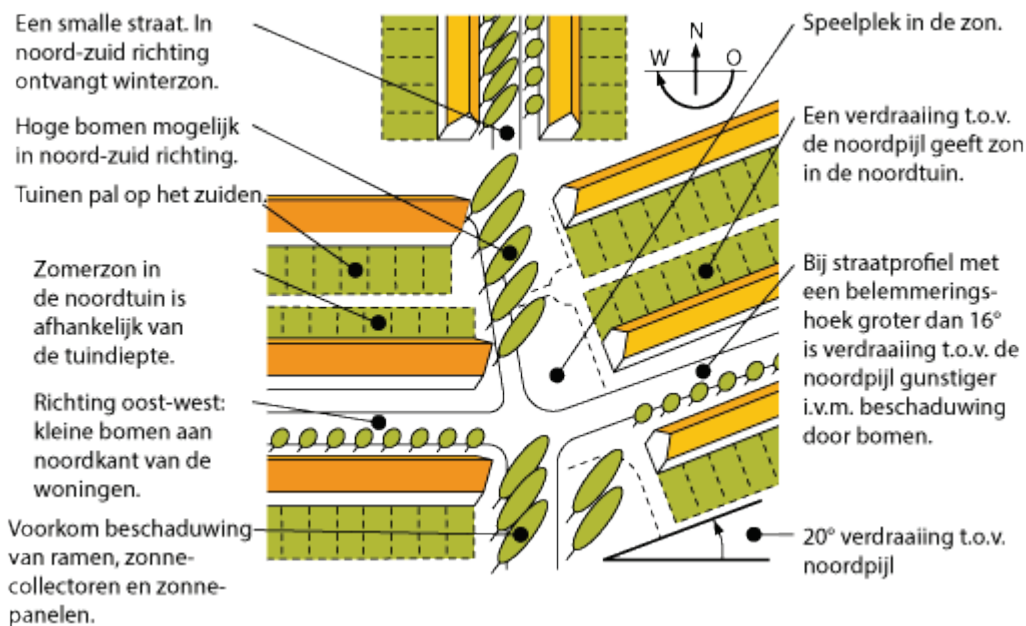 Een smalle straat. In
noord-zuid richting
ontvangt winterzon.
Hoge bomen mogelijk
in noord-zuid richting.
Tuinen pal op het zuiden.
Zomerzon in
de noordtuin is
afhankelijk van
de tuindiepte.
Richting oost-west:
kleine bomen aan
noordkant van de
woningen.
Voorkom beschaduwing
van ramen, zonne-
collectoren en zonne-
panelen.
N
W
O
Speelplek in de zon.
Een verdraaiing t.o.v.
de noordpijl geeft zon
in de noordtuin.
Bij straatprofiel met
een belemmerings-
hoek groter dan 16°
is verdraaiing t.o.v. de
noordpijl gunstiger
i.v.m. beschaduwing
door bomen.
20° verdraaiing t.o.v.
noordpijl